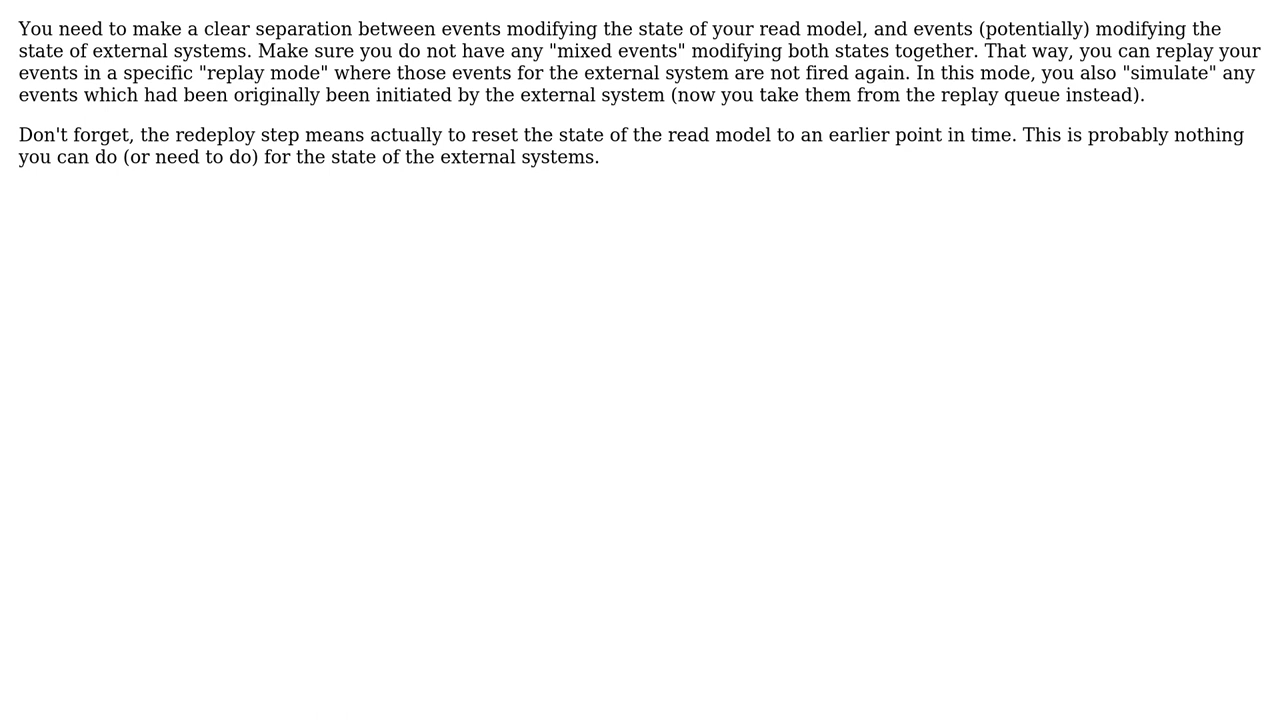 You need to make a clear separation between events modifying the state of your read model, and events (potentially) modifying the
state of external systems. Make sure you do not have any "mixed events" modifying both states together. That way, you can replay your
events in a specific "replay mode" where those events for the external system are not fired again. In this mode, you also "simulate" any
events which had been originally been initiated by the external system (now you take them from the replay queue instead).
Don't forget, the redeploy step means actually to reset the state of the read model to an earlier point in time. This is probably nothing
you can do (or need to do) for the state of the external systems.